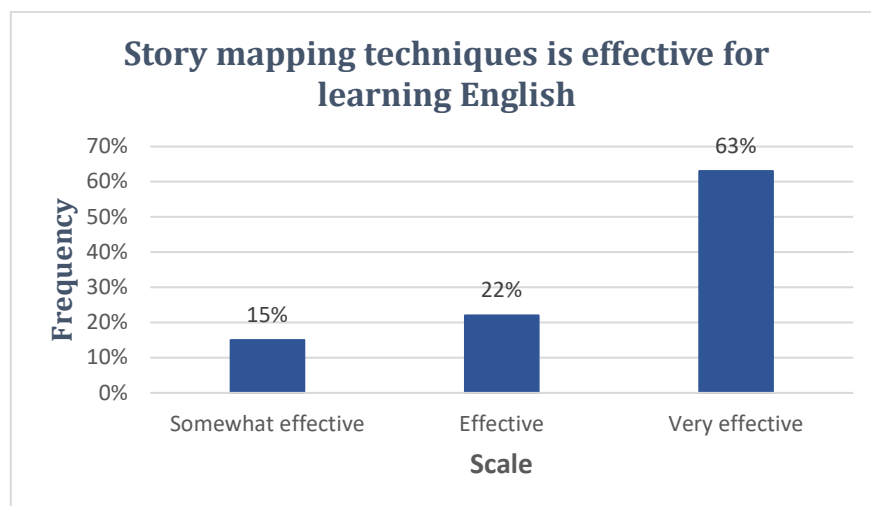 Story mapping techniques is effective for
learning English
70%
60%
50%
40%
30%
20%
10%
0%
Frequency
15%
22%
63%
Somewhat effective
Effective
Very effective
Scale